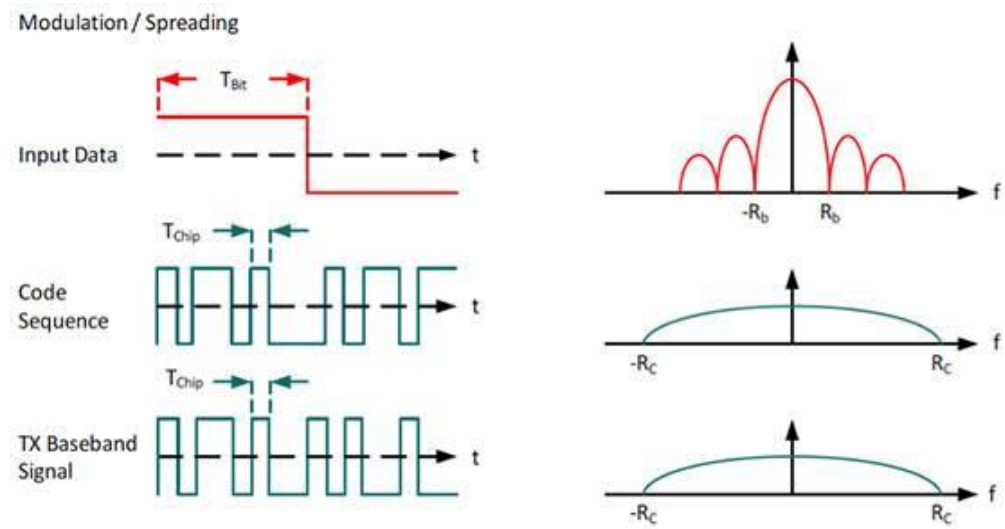 Modulation / Spreading
T_Bit
Input Data
t
-R_b
R_b
f
T_Chip
Code
Sequence
t
-R_C
R_C
f
T_Chip
TX Baseband
Signal
t
-R_C
R_C
f